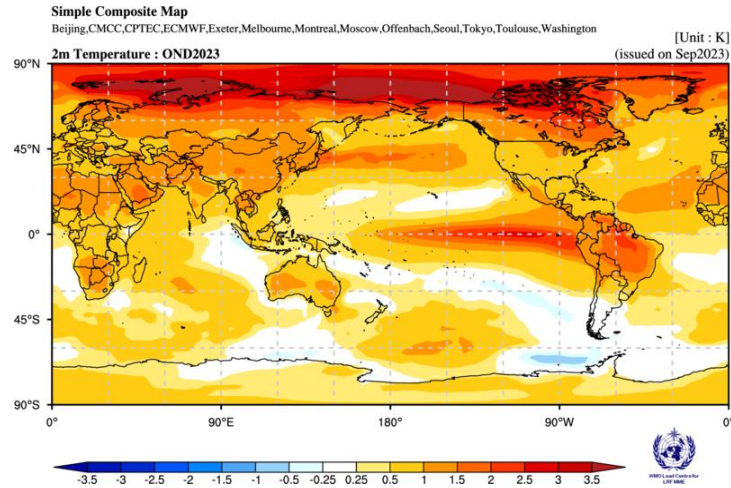 Simple Composite Map
Beijing,CMCC,CPTEC,ECMWF,Exeter,Melbourne,Montreal,Moscow,Offenbach,Seoul,Tokyo,Toulouse,Washington
[Unit : K]
2m Temperature : OND2023
(issued on Sep2023)
90°N
45°N
0°
45°S
90°S
0° 90°E 180° 90°W 0°
-3.5 -3 -2.5 -2 -1.5 -1 -0.5 -0.25 0.25 0.5 1 1.5 2 2.5 3 3.5
WMO Lead Centre for
LRF MME